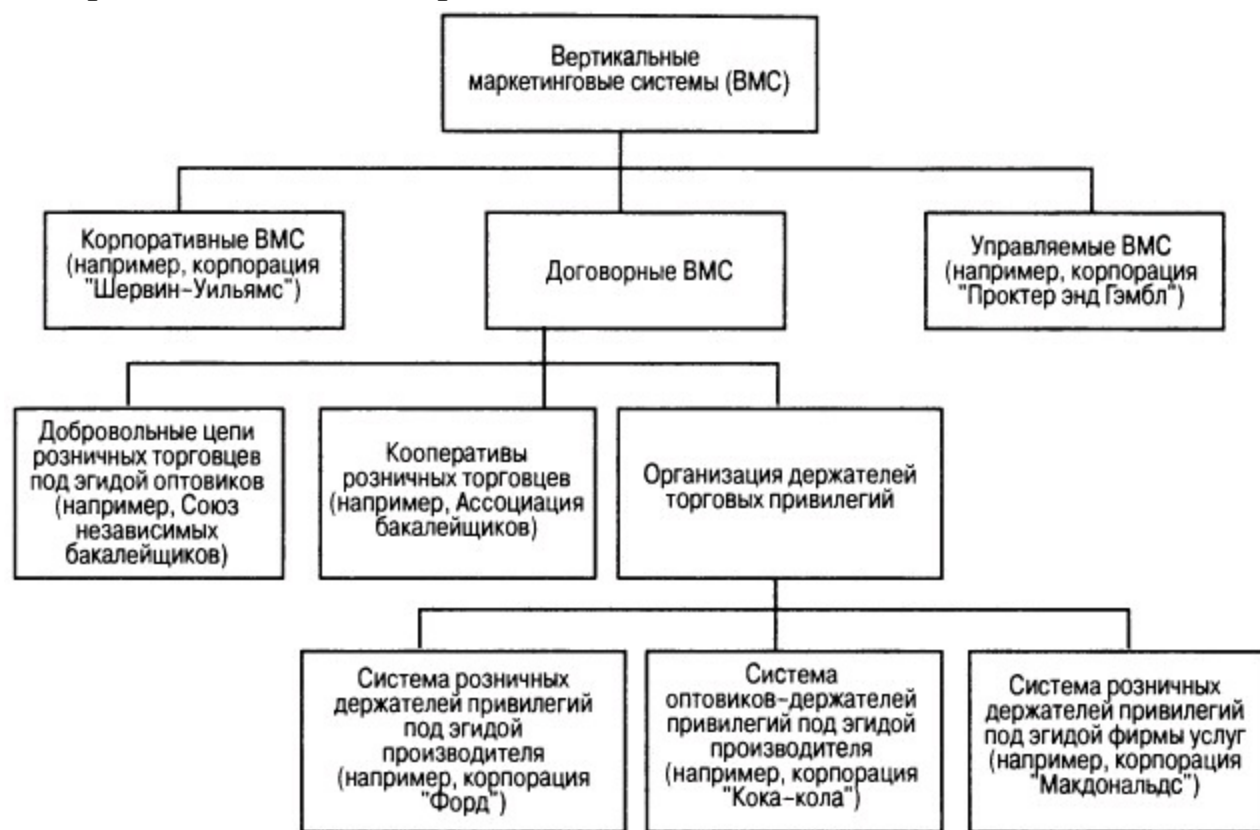 Вертикальные
маркетинговые системы (ВМС)
Корпоративные ВМС
(например, корпорация
"Шервин-Уильямс")
Договорные ВМС
Управляемые ВМС
(например, корпорация
"Проктер энд Гэмбл")
Добровольные цепи
розничных торговцев
под эгидой оптовиков
(например, Союз
независимых
бакалейщиков)
Кооперативы
розничных торговцев
(например, Ассоциация
бакалейщиков)
Организация держателей
торговых привилегий
Система розничных
держателей привилегий
под эгидой
производителя
(например, корпорация
"Форд")
Система
оптовиков-держателей
привилегий под эгидой
производителя
(например, корпорация
"Кока-кола")
Система розничных
держателей привилегий
под эгидой фирмы услуг
(например, корпорация
"Макдональдс")